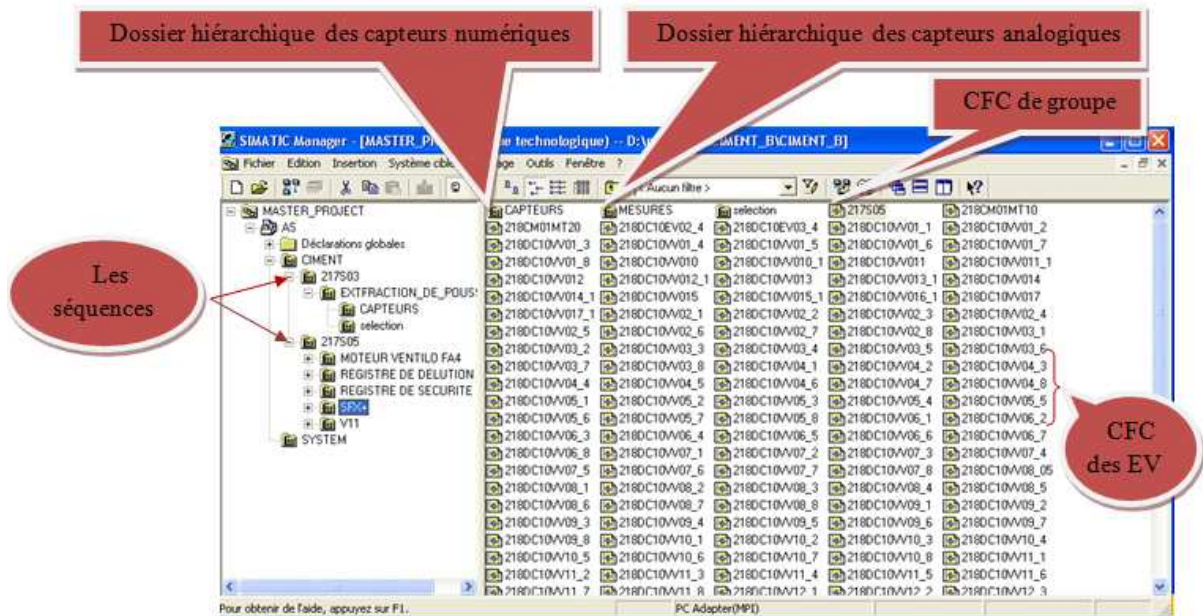 Dossier hiérarchique des capteurs numériques
Dossier hiérarchique des capteurs analogiques
CFC de groupe
SIMATIC Manager - [MASTER_PR e technologique) -- D:\ IMENT_B\CIMENT_B]
Fichier Edition Insertion Système cible age Outils Fenêtre ?
Aucun filtre >
MASTER_PROJECT
AS
Déclarations globales
CIMENT
217S03
EXTFRACTION_DE_POUS
CAPTEURS
selection
217S05
MOTEUR VENTILO FA4
REGISTRE DE DELUTION
REGISTRE DE SECURITE
SFX+
V11
SYSTEM
Les
séquences
CAPTEURS MESURES selection 217S05 218CM01MT10
218CM01MT20 218DC10EV02_4 218DC10EV03_4 218DC10VV01_1 218DC10VV01_2
218DC10VV01_3 218DC10VV01_4 218DC10VV01_5 218DC10VV01_6 218DC10VV01_7
218DC10VV01_8 218DC10VV010 218DC10VV010_1 218DC10VV011 218DC10VV011_1
218DC10VV012 218DC10VV012_1 218DC10VV013 218DC10VV013_1 218DC10VV014
218DC10VV014_1 218DC10VV015 218DC10VV015_1 218DC10VV016_1 218DC10VV017
218DC10VV017_1 218DC10VV02_1 218DC10VV02_2 218DC10VV02_3 218DC10VV02_4
218DC10VV02_5 218DC10VV02_6 218DC10VV02_7 218DC10VV02_8 218DC10VV03_1
218DC10VV03_2 218DC10VV03_3 218DC10VV03_4 218DC10VV03_5 218DC10VV03_6
218DC10VV03_7 218DC10VV03_8 218DC10VV04_1 218DC10VV04_2 218DC10VV04_3
218DC10VV04_4 218DC10VV04_5 218DC10VV04_6 218DC10VV04_7 218DC10VV04_8
218DC10VV05_1 218DC10VV05_2 218DC10VV05_3 218DC10VV05_4 218DC10VV05_5
218DC10VV05_6 218DC10VV05_7 218DC10VV05_8 218DC10VV06_1 218DC10VV06_2
218DC10VV06_3 218DC10VV06_4 218DC10VV06_5 218DC10VV06_6 218DC10VV06_7
218DC10VV06_8 218DC10VV07_1 218DC10VV07_2 218DC10VV07_3 218DC10VV07_4
218DC10VV07_5 218DC10VV07_6 218DC10VV07_7 218DC10VV07_8 218DC10VV08_05
218DC10VV08_1 218DC10VV08_2 218DC10VV08_3 218DC10VV08_4 218DC10VV08_5
218DC10VV08_6 218DC10VV08_7 218DC10VV08_8 218DC10VV09_1 218DC10VV09_2
218DC10VV09_3 218DC10VV09_4 218DC10VV09_5 218DC10VV09_6 218DC10VV09_7
218DC10VV09_8 218DC10VV10_1 218DC10VV10_2 218DC10VV10_3 218DC10VV10_4
218DC10VV10_5 218DC10VV10_6 218DC10VV10_7 218DC10VV10_8 218DC10VV11_1
218DC10VV11_2 218DC10VV11_3 218DC10VV11_4 218DC10VV11_5 218DC10VV11_6
218DC10VV11_7 218DC10VV11_8 218DC10VV12_1 218DC10VV12_2 218DC10VV12_3
CFC
des EV
Pour obtenir de l'aide, appuyez sur F1.
PC Adapter(MPI)